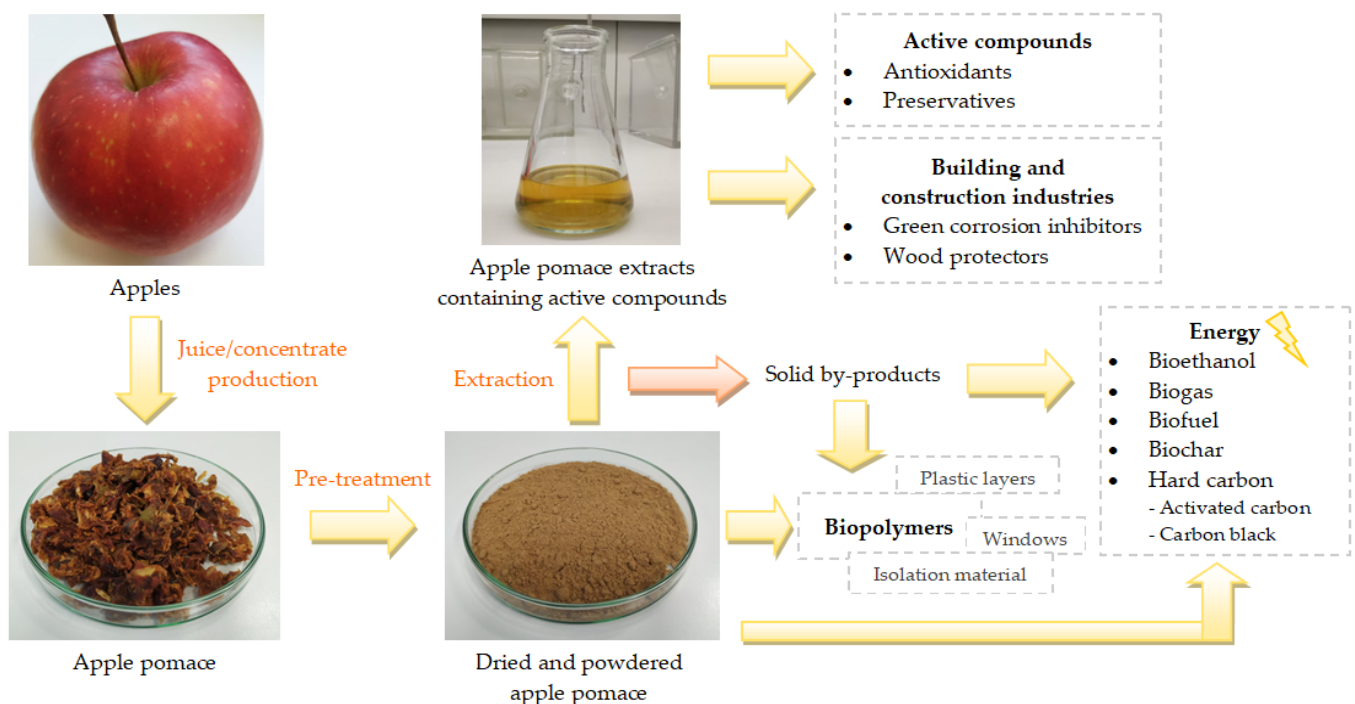 Apples
Juice/concentrate
production
Apple pomace
Pre-treatment
Dried and powdered
apple pomace
Extraction
Apple pomace extracts
containing active compounds
Active compounds
• Antioxidants
• Preservatives
Building and
construction industries
• Green corrosion inhibitors
• Wood protectors
Solid by-products
Energy
• Bioethanol
• Biogas
• Biofuel
• Biochar
• Hard carbon
- Activated carbon
- Carbon black
Plastic layers
Biopolymers
Windows
Isolation material